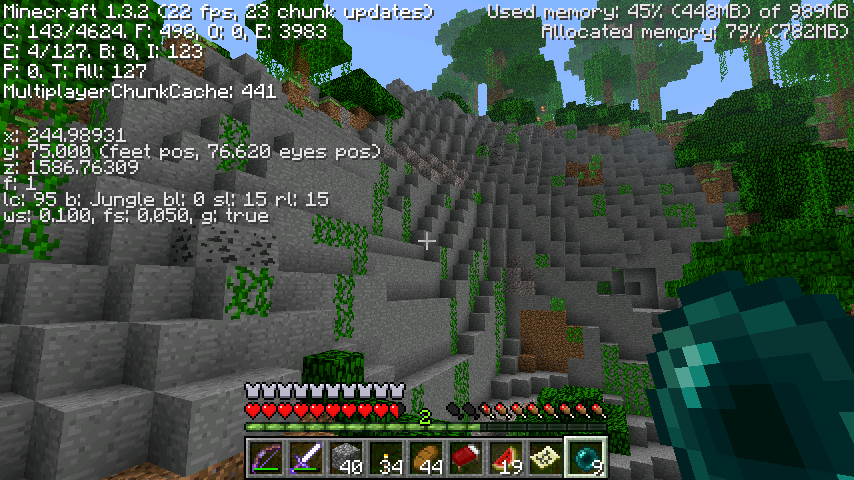 Minecraft 1.3.2 (22 fps, 23 chunk updates)
Used memory: 45% (448MB) of 989MB
C: 143/4624. F: 498, O: 0, E: 3983
Allocated memory: 79% (782MB)
E: 4/127. B: 0, I: 123
P: 0. T: All: 127
MultiplayerChunkCache: 441
x: 244.98931
y: 75.000 (feet pos, 76.620 eyes pos)
z: 1586.76309
f: 1
lc: 95 b: Jungle bl: 0 sl: 15 rl: 15
ws: 0.100, fs: 0.050, g: true
2
40
34
44
19
9